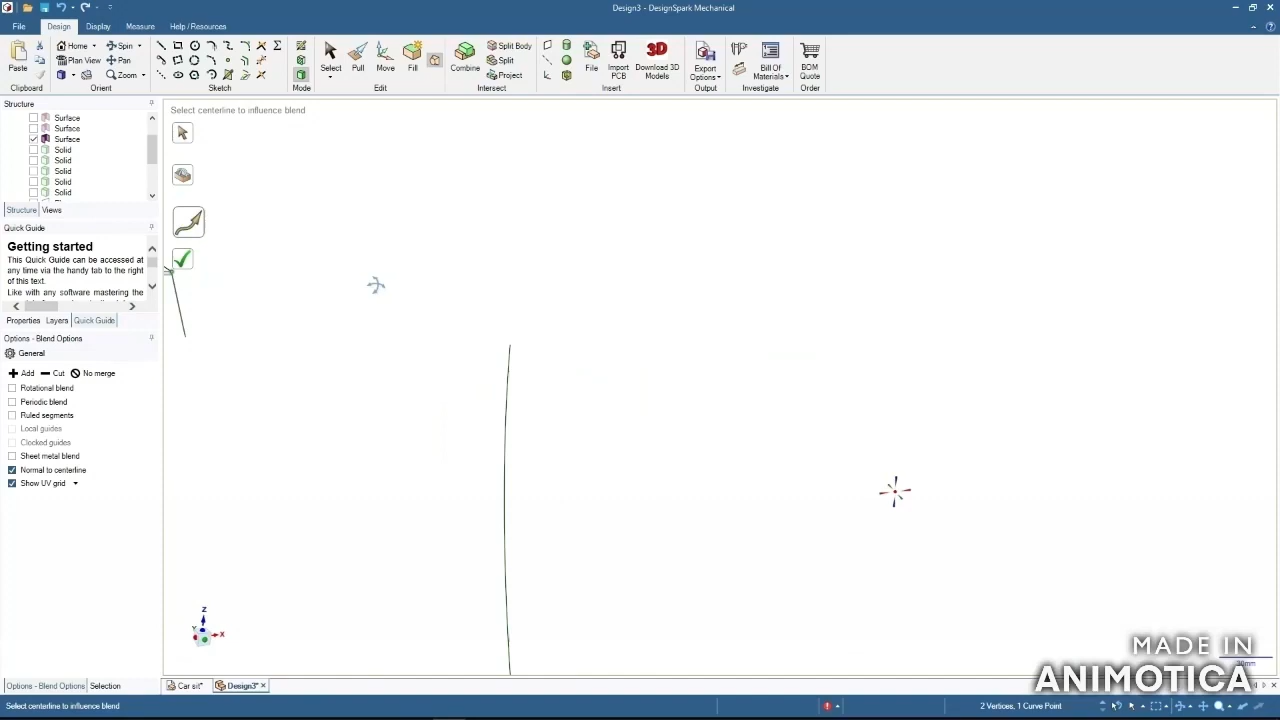 Design3 - DesignSpark Mechanical
File Design Display Measure Help / Resources
Paste
Home Spin
Plan View Pan
Zoom
Select Pull Move Fill
Combine
Split Body
Split
Project
File Import PCB Download 3D Models
Export Options
Bill Of Materials
BOM Quote
Clipboard Orient Sketch Mode Edit Intersect Insert Output Investigate Order
Structure
Surface
Surface
Surface
Solid
Solid
Solid
Solid
Solid
Structure Views
Quick Guide
Getting started
This Quick Guide can be accessed at
any time via the handy tab to the right
of this text.
Like with any software mastering the
Properties Layers Quick Guide
Options - Blend Options
General
Add Cut No merge
Rotational blend
Periodic blend
Ruled segments
Local guides
Clocked guides
Sheet metal blend
Normal to centerline
Show UV grid
Select centerline to influence blend
Z
Y
X
MADE IN
ANIMOTICA
Options - Blend Options Selection
Car sit*
Design3*
Select centerline to influence blend
2 Vertices, 1 Curve Point